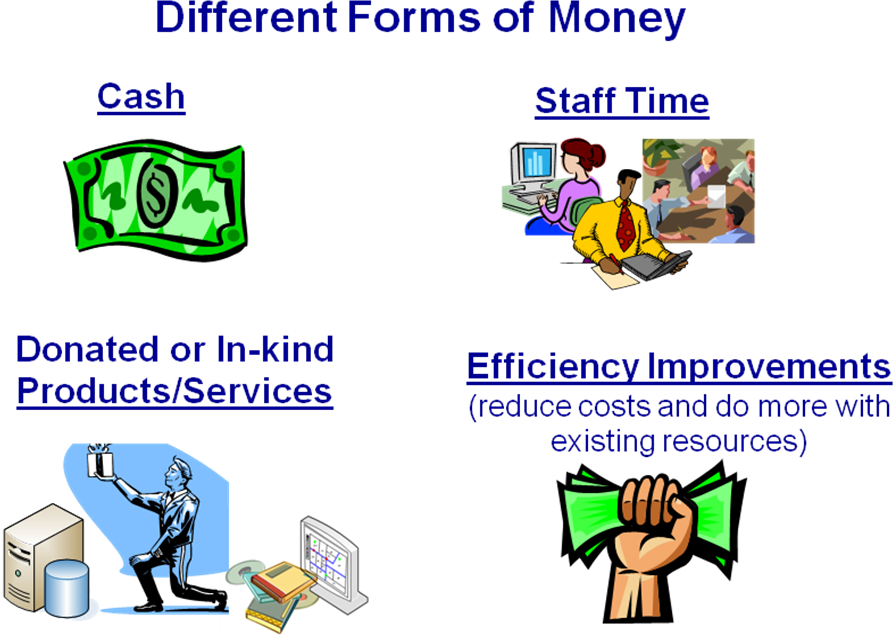 Different Forms of Money
Cash
Staff Time
$
Donated or In-kind
Products/Services
Efficiency Improvements
(reduce costs and do more with
existing resources)